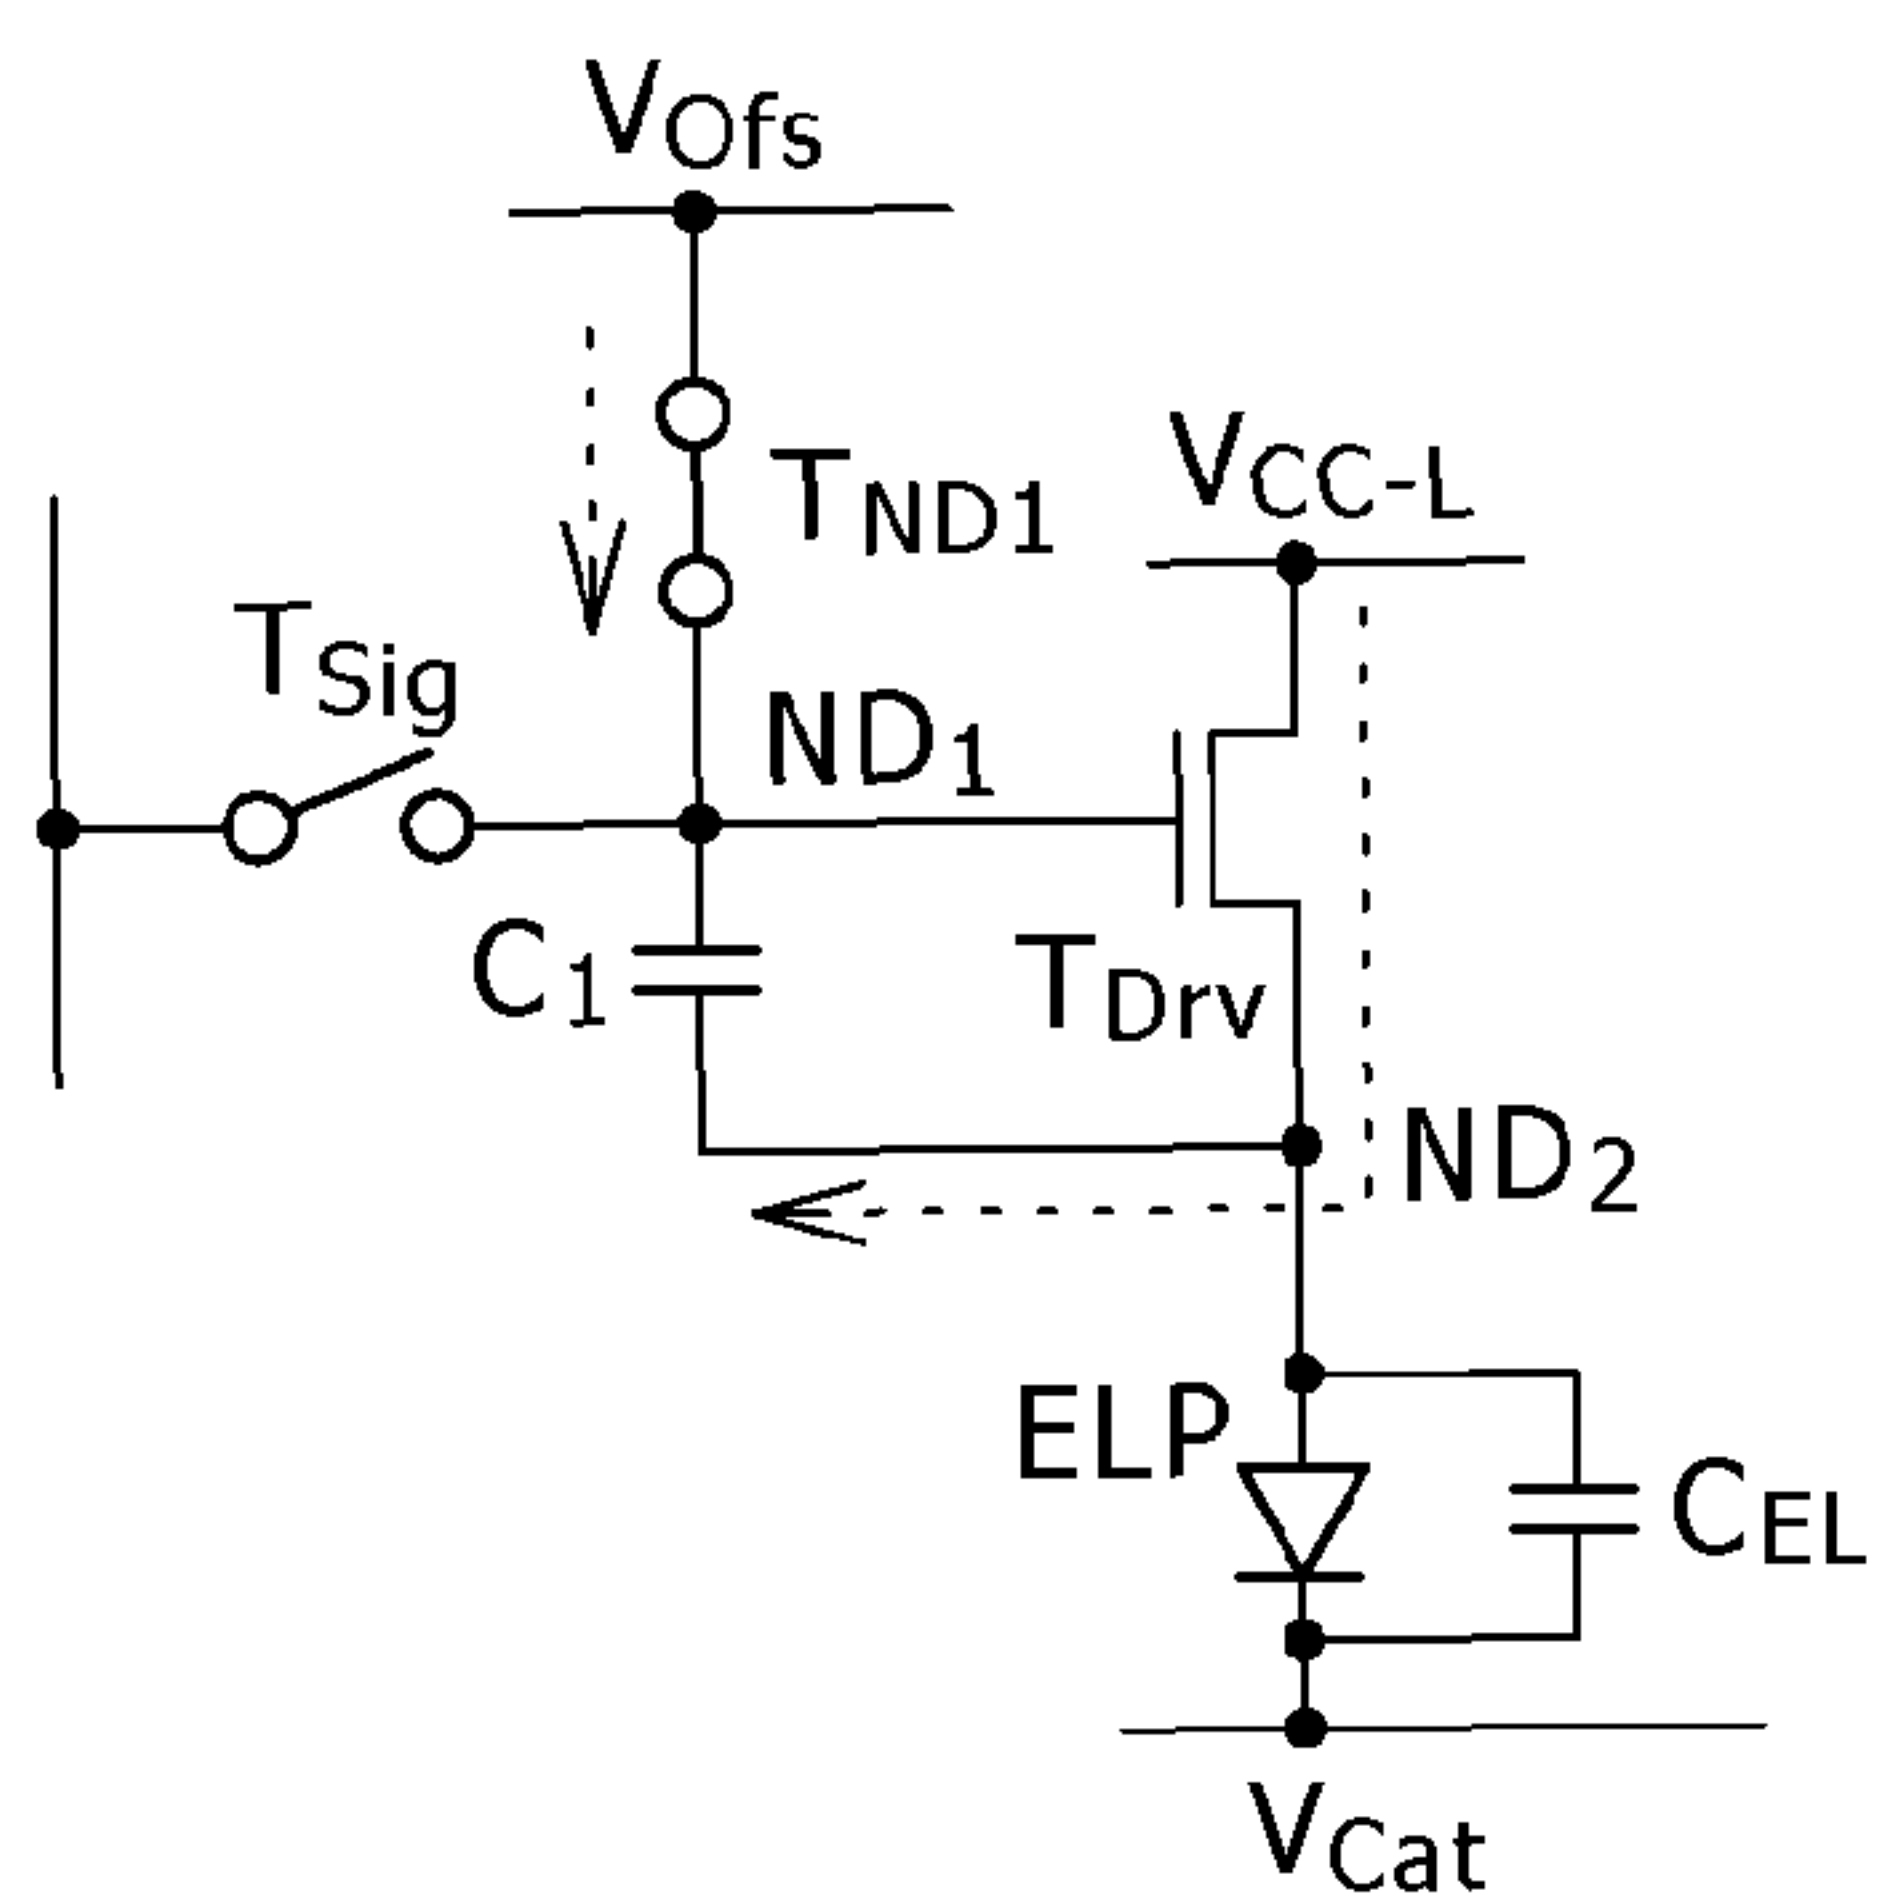 VOfs
VCC-L
TND1
TSig
ND1
C1
TDrv
ND2
ELP
CEL
VCat